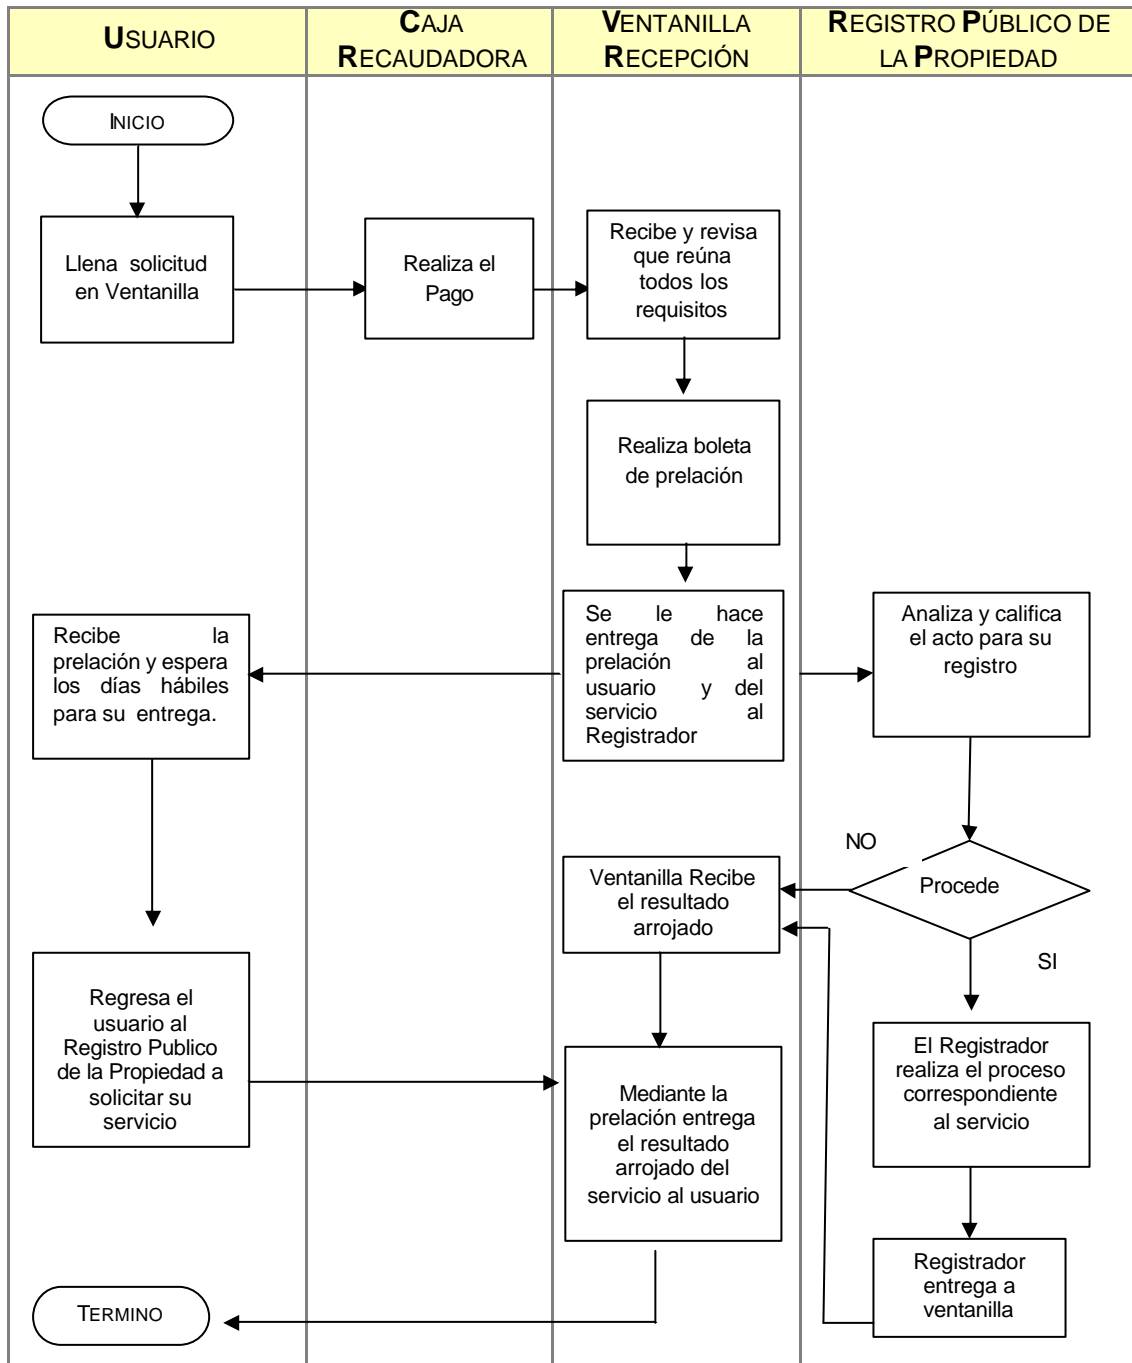 USUARIO
CAJA
RECAUDADORA
VENTANILLA
RECEPCIÓN
REGISTRO PÚBLICO DE
LA PROPIEDAD
INICIO
Llena solicitud
en Ventanilla
Realiza el
Pago
Recibe y revisa
que reúna
todos los
requisitos
Realiza boleta
de prelación
Recibe la
prelación y espera
los días hábiles
para su entrega.
Se le hace
entrega de la
prelación al
usuario y del
servicio al
Registrador
Analiza y califica
el acto para su
registro
NO
Procede
SI
Ventanilla Recibe
el resultado
arrojado
Regresa el
usuario al
Registro Publico
de la Propiedad a
solicitar su
servicio
Mediante la
prelación entrega
el resultado
arrojado del
servicio al usuario
El Registrador
realiza el proceso
correspondiente
al servicio
Registrador
entrega a
ventanilla
TERMINO